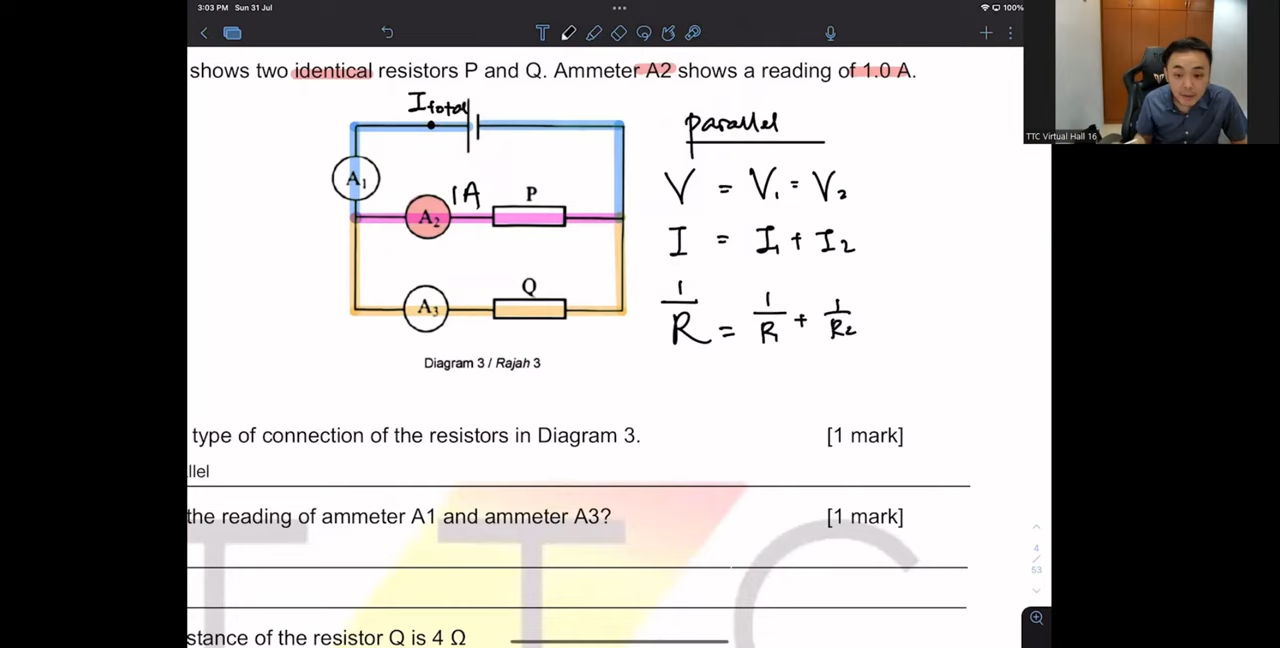 3:03 PM Sun 31 Jul
100%
shows two identical resistors P and Q. Ammeter A2 shows a reading of 1.0 A.
I total
parallel
A1
1A
P
V = V1 = V2
A2
I = I1 + I2
Q
A3
1/R = 1/R1 + 1/R2
Diagram 3 / Rajah 3
type of connection of the resistors in Diagram 3. [1 mark]
llel
the reading of ammeter A1 and ammeter A3? [1 mark]
TTC
stance of the resistor Q is 4 Ω
4
/
53
TTC Virtual Hall 16